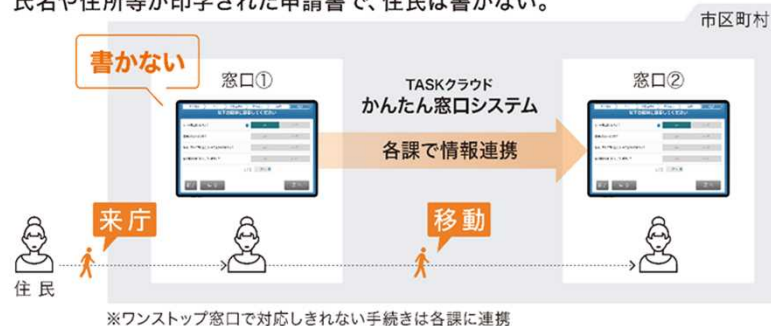 氏名や住所等が印字された申請書で、住民は書かない。
市区町村
書かない
窓口①
TASKクラウド
かんたん窓口システム
各課で情報連携
窓口②
来庁
移動
住民
※ワンストップ窓口で対応しきれない手続きは各課に連携